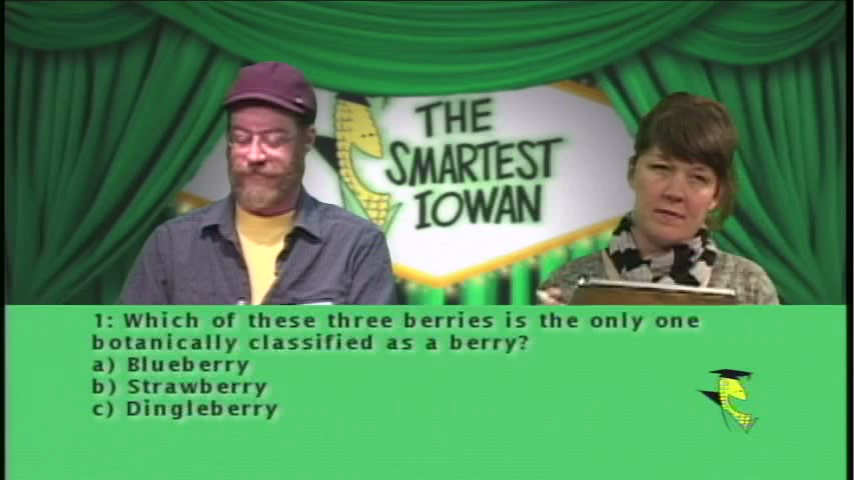 THE
SMARTEST
IOWAN
1: Which of these three berries is the only one
botanically classified as a berry?
a) Blueberry
b) Strawberry
c) Dingleberry